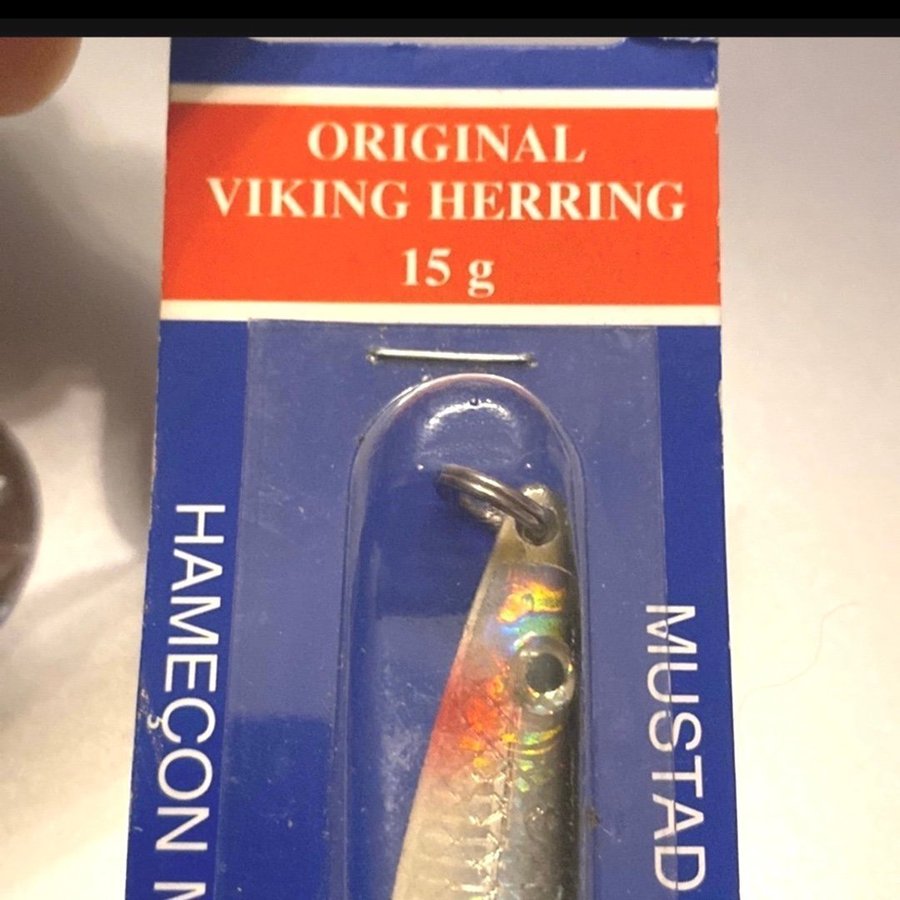 ORIGINAL
VIKING HERRING
15 g
HAMEÇON
MUSTAD